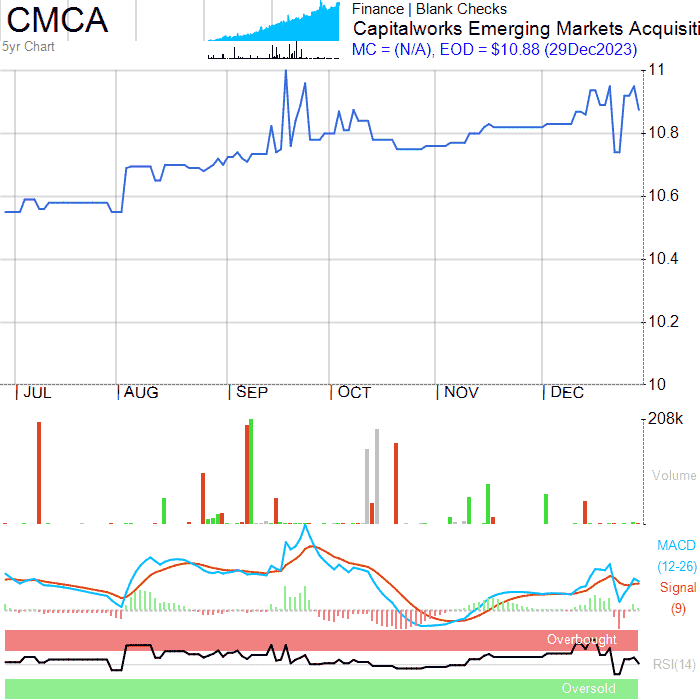 CMCA
5yr Chart
Finance | Blank Checks
Capitalworks Emerging Markets Acquisiti
MC = (N/A), EOD = $10.88 (29Dec2023)
11
10.8
10.6
10.4
10.2
10
JUL AUG SEP OCT NOV DEC
208k
Volume
MACD
(12-26)
Signal
(9)
Overbought
RSI(14)
Oversold